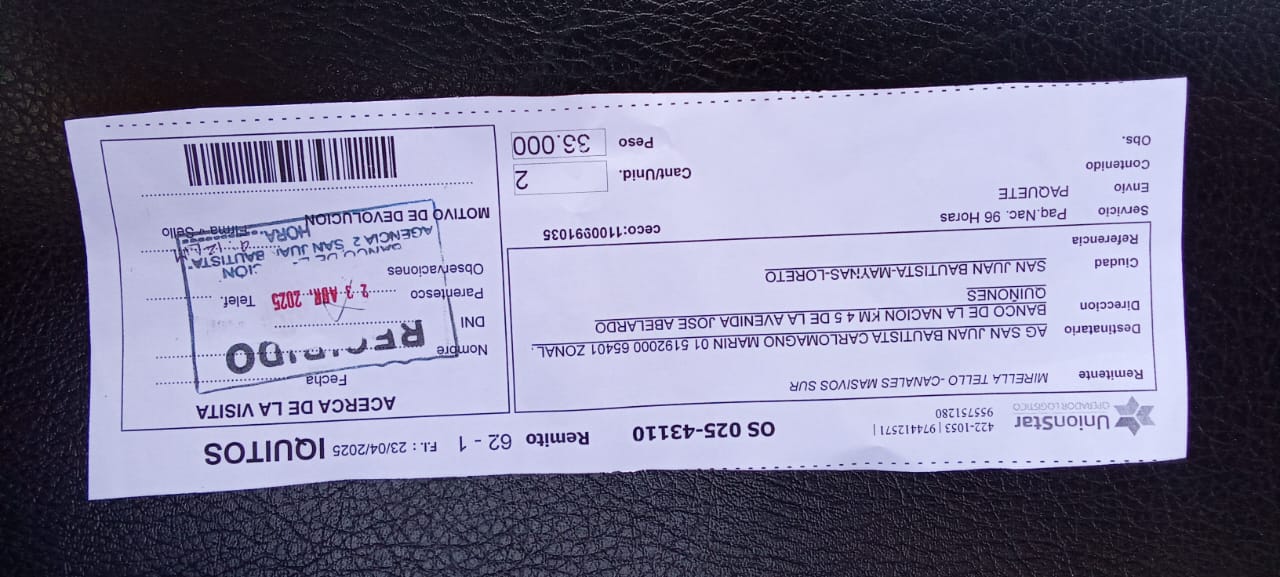 UnionStar
OPERADOR LOGISTICO
422-1053 | 974412571 |
955751280
OS 025-43110
Remito 62 - 1 F.I. : 23/04/2025 IQUITOS
Remitente MIRELLA TELLO - CANALES MASIVOS SUR
Destinatario AG SAN JUAN BAUTISTA CARLOMAGNO MARIN 01 5192000 65401 ZONAL .
Direccion BANCO DE LA NACION KM 4 5 DE LA AVENIDA JOSE ABELARDO
QUIÑONES
Ciudad SAN JUAN BAUTISTA-MAYNAS-LORETO
Referencia
Servicio Paq.Nac. 96 Horas
ceco:1100991035
Envio PAQUETE
Contenido
Obs.
Cant/Unid. 2
Peso 33.000
ACERCA DE LA VISITA
Fecha
Nombre
DNI
Parentesco
Telef.
Observaciones
MOTIVO DE DEVOLUCION
Firma y Sello
RECIBIDO
23 ABR. 2025
AGENCIA 2 SAN JUAN BAUTISTA
HORA